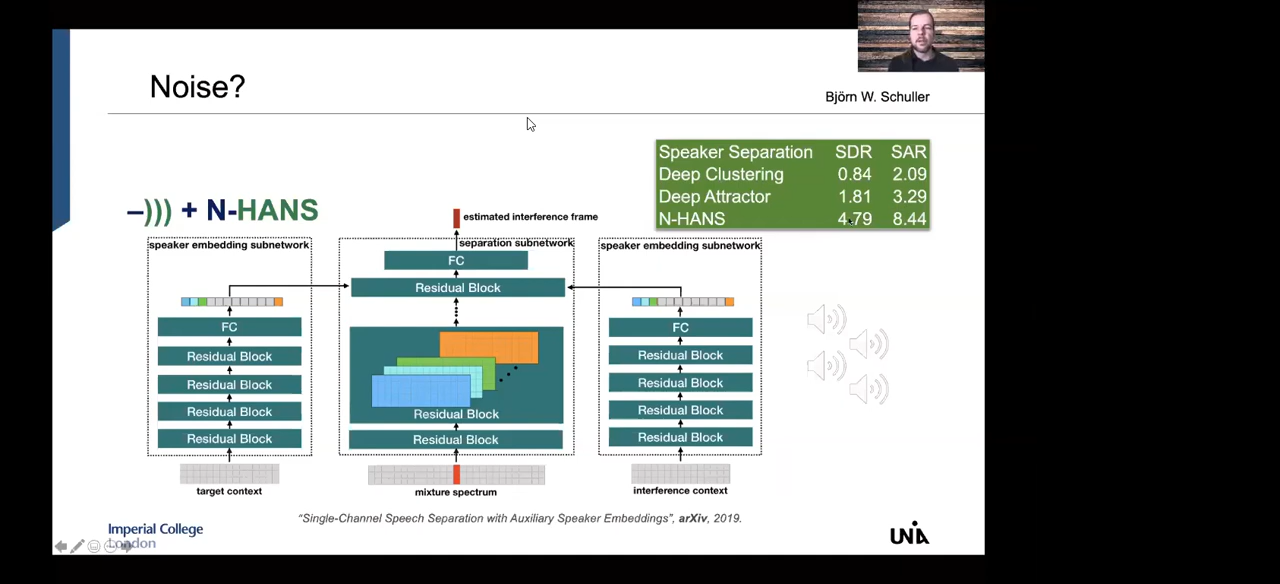 Noise?
Björn W. Schuller
Speaker Separation SDR SAR
Deep Clustering 0.84 2.09
Deep Attractor 1.81 3.29
N-HANS 4.79 8.44
–))) + N-HANS
estimated interference frame
speaker embedding subnetwork
separation subnetwork
speaker embedding subnetwork
FC
Residual Block
FC
Residual Block
Residual Block
Residual Block
Residual Block
Residual Block
Residual Block
FC
Residual Block
Residual Block
Residual Block
Residual Block
target context
mixture spectrum
interference context
"Single-Channel Speech Separation with Auxiliary Speaker Embeddings", arXiv, 2019.
Imperial College
London
UNIA